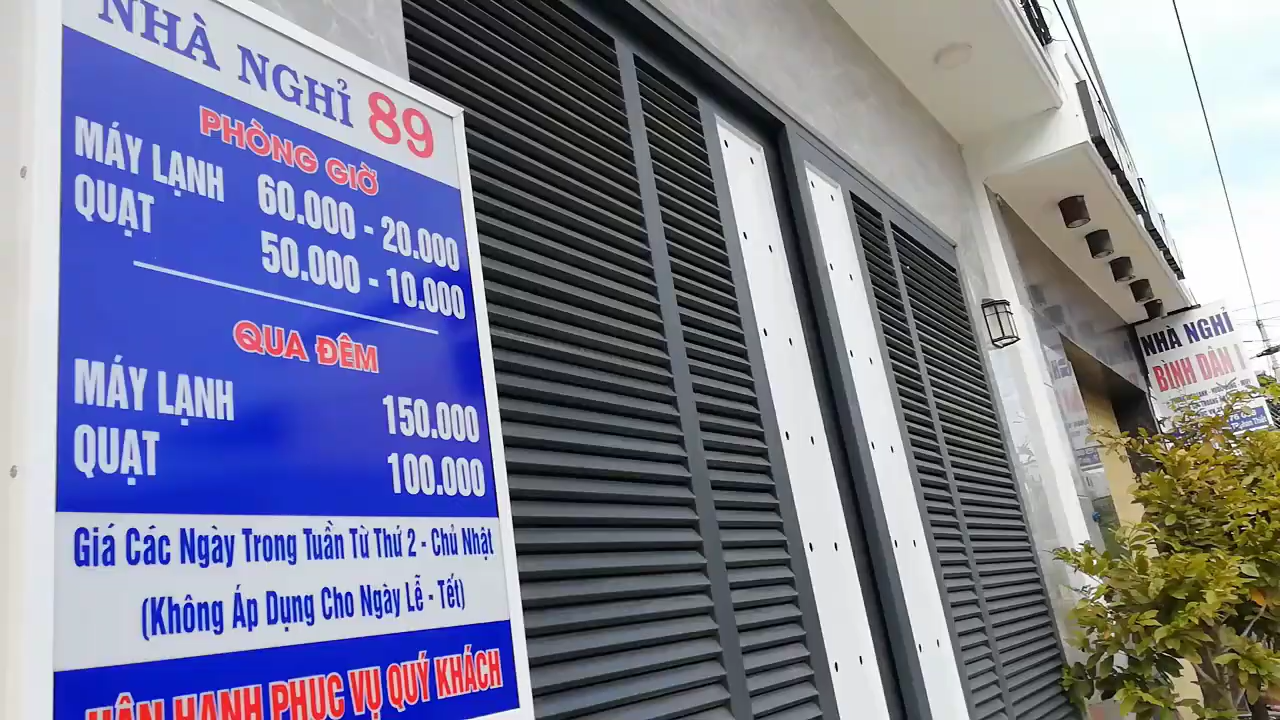 NHÀ NGHỈ 89
PHÒNG GIỜ
MÁY LẠNH 60.000 - 20.000
QUẠT 50.000 - 10.000
QUA ĐÊM
MÁY LẠNH 150.000
QUẠT 100.000
Giá Các Ngày Trong Tuần Từ Thứ 2 - Chủ Nhật
(Không Áp Dụng Cho Ngày Lễ - Tết)
HÂN HẠNH PHỤC VỤ QUÝ KHÁCH
NHÀ NGHỈ
BÌNH DÂN